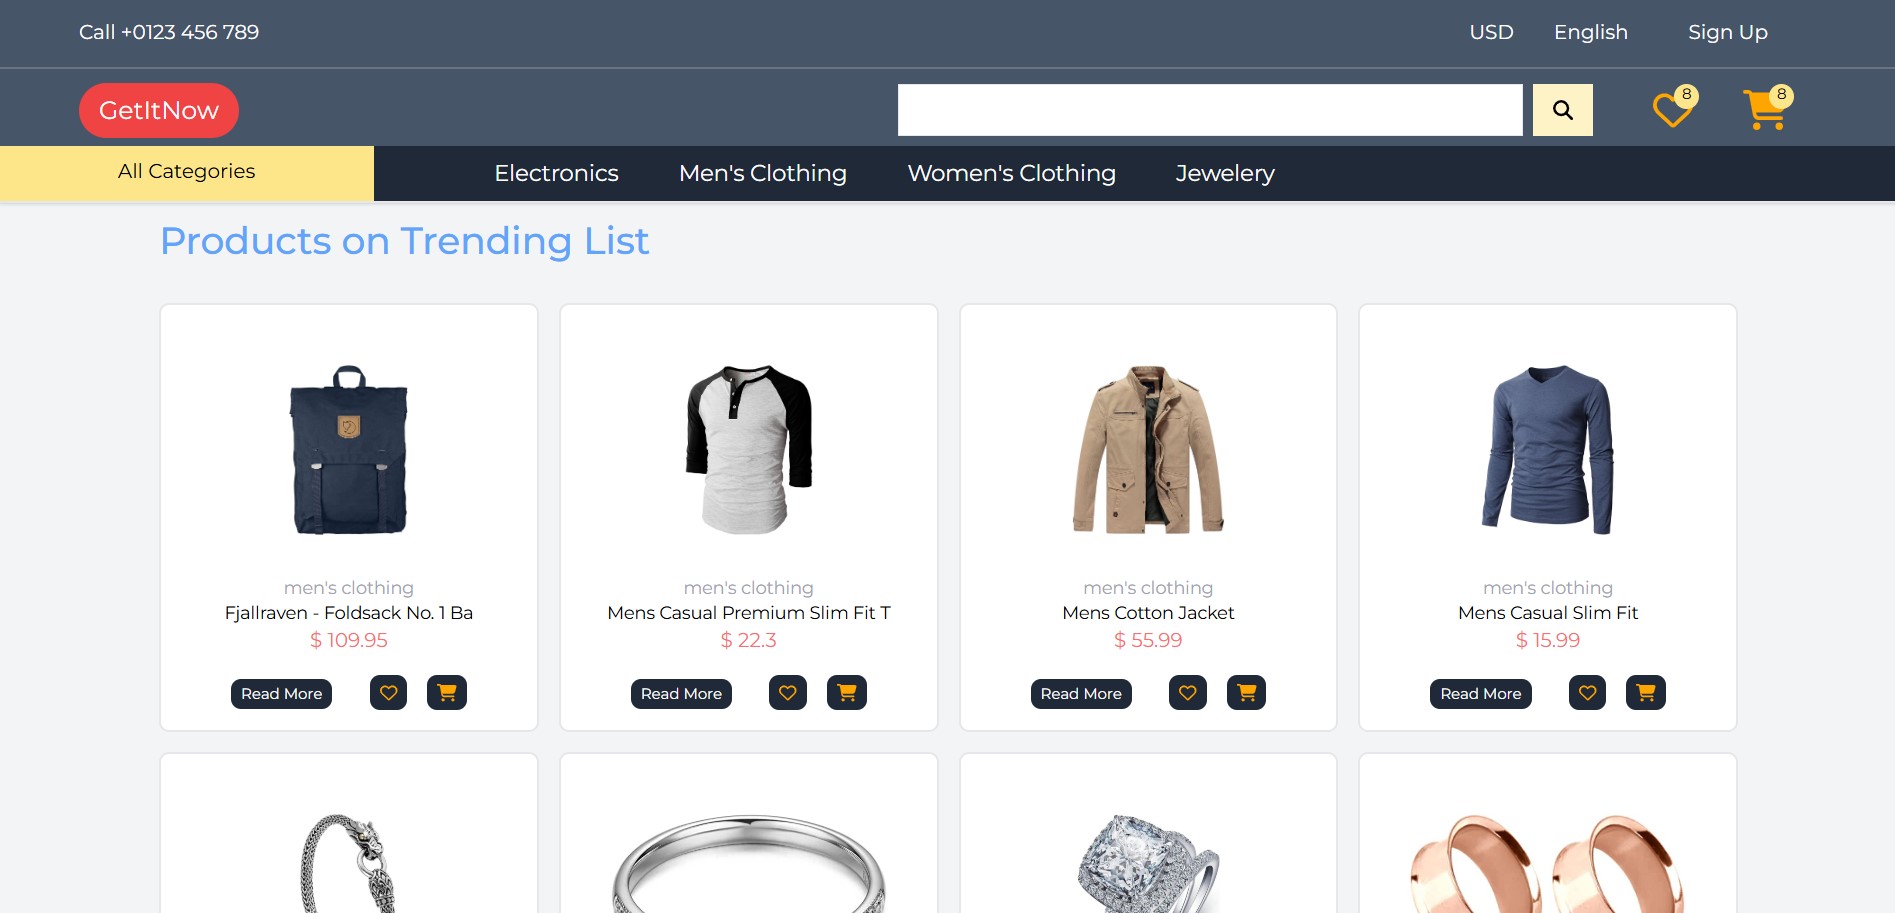 Call +0123 456 789
USD English Sign Up
GetItNow
8 8
All Categories Electronics Men's Clothing Women's Clothing Jewelery
Products on Trending List
men's clothing
Fjallraven - Foldsack No. 1 Ba
$ 109.95
Read More
men's clothing
Mens Casual Premium Slim Fit T
$ 22.3
Read More
men's clothing
Mens Cotton Jacket
$ 55.99
Read More
men's clothing
Mens Casual Slim Fit
$ 15.99
Read More